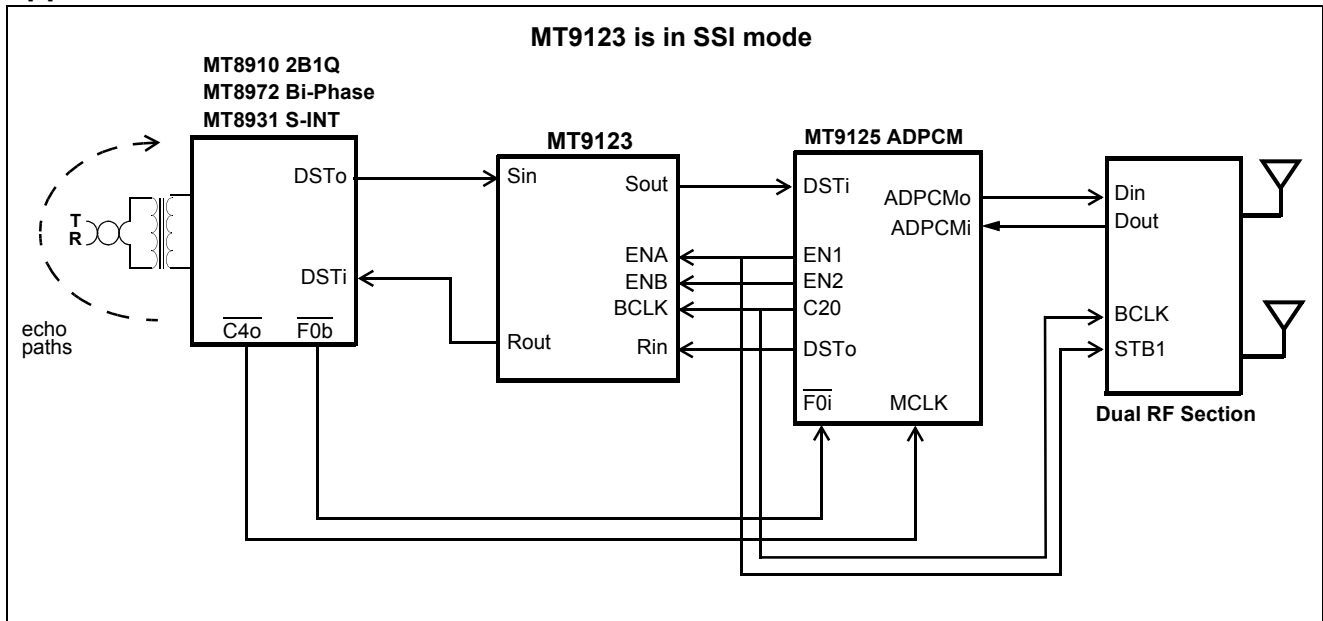 MT9123 is in SSI mode
MT8910 2B1Q
MT8972 Bi-Phase
MT8931 S-INT
DSTo
DSTi
C4o F0b
T
R
echo
paths
MT9123
Sin
Sout
ENA
ENB
BCLK
Rout
Rin
MT9125 ADPCM
DSTi
ADPCMo
ADPCMi
EN1
EN2
C20
DSTo
F0i MCLK
Din
Dout
BCLK
STB1
Dual RF Section